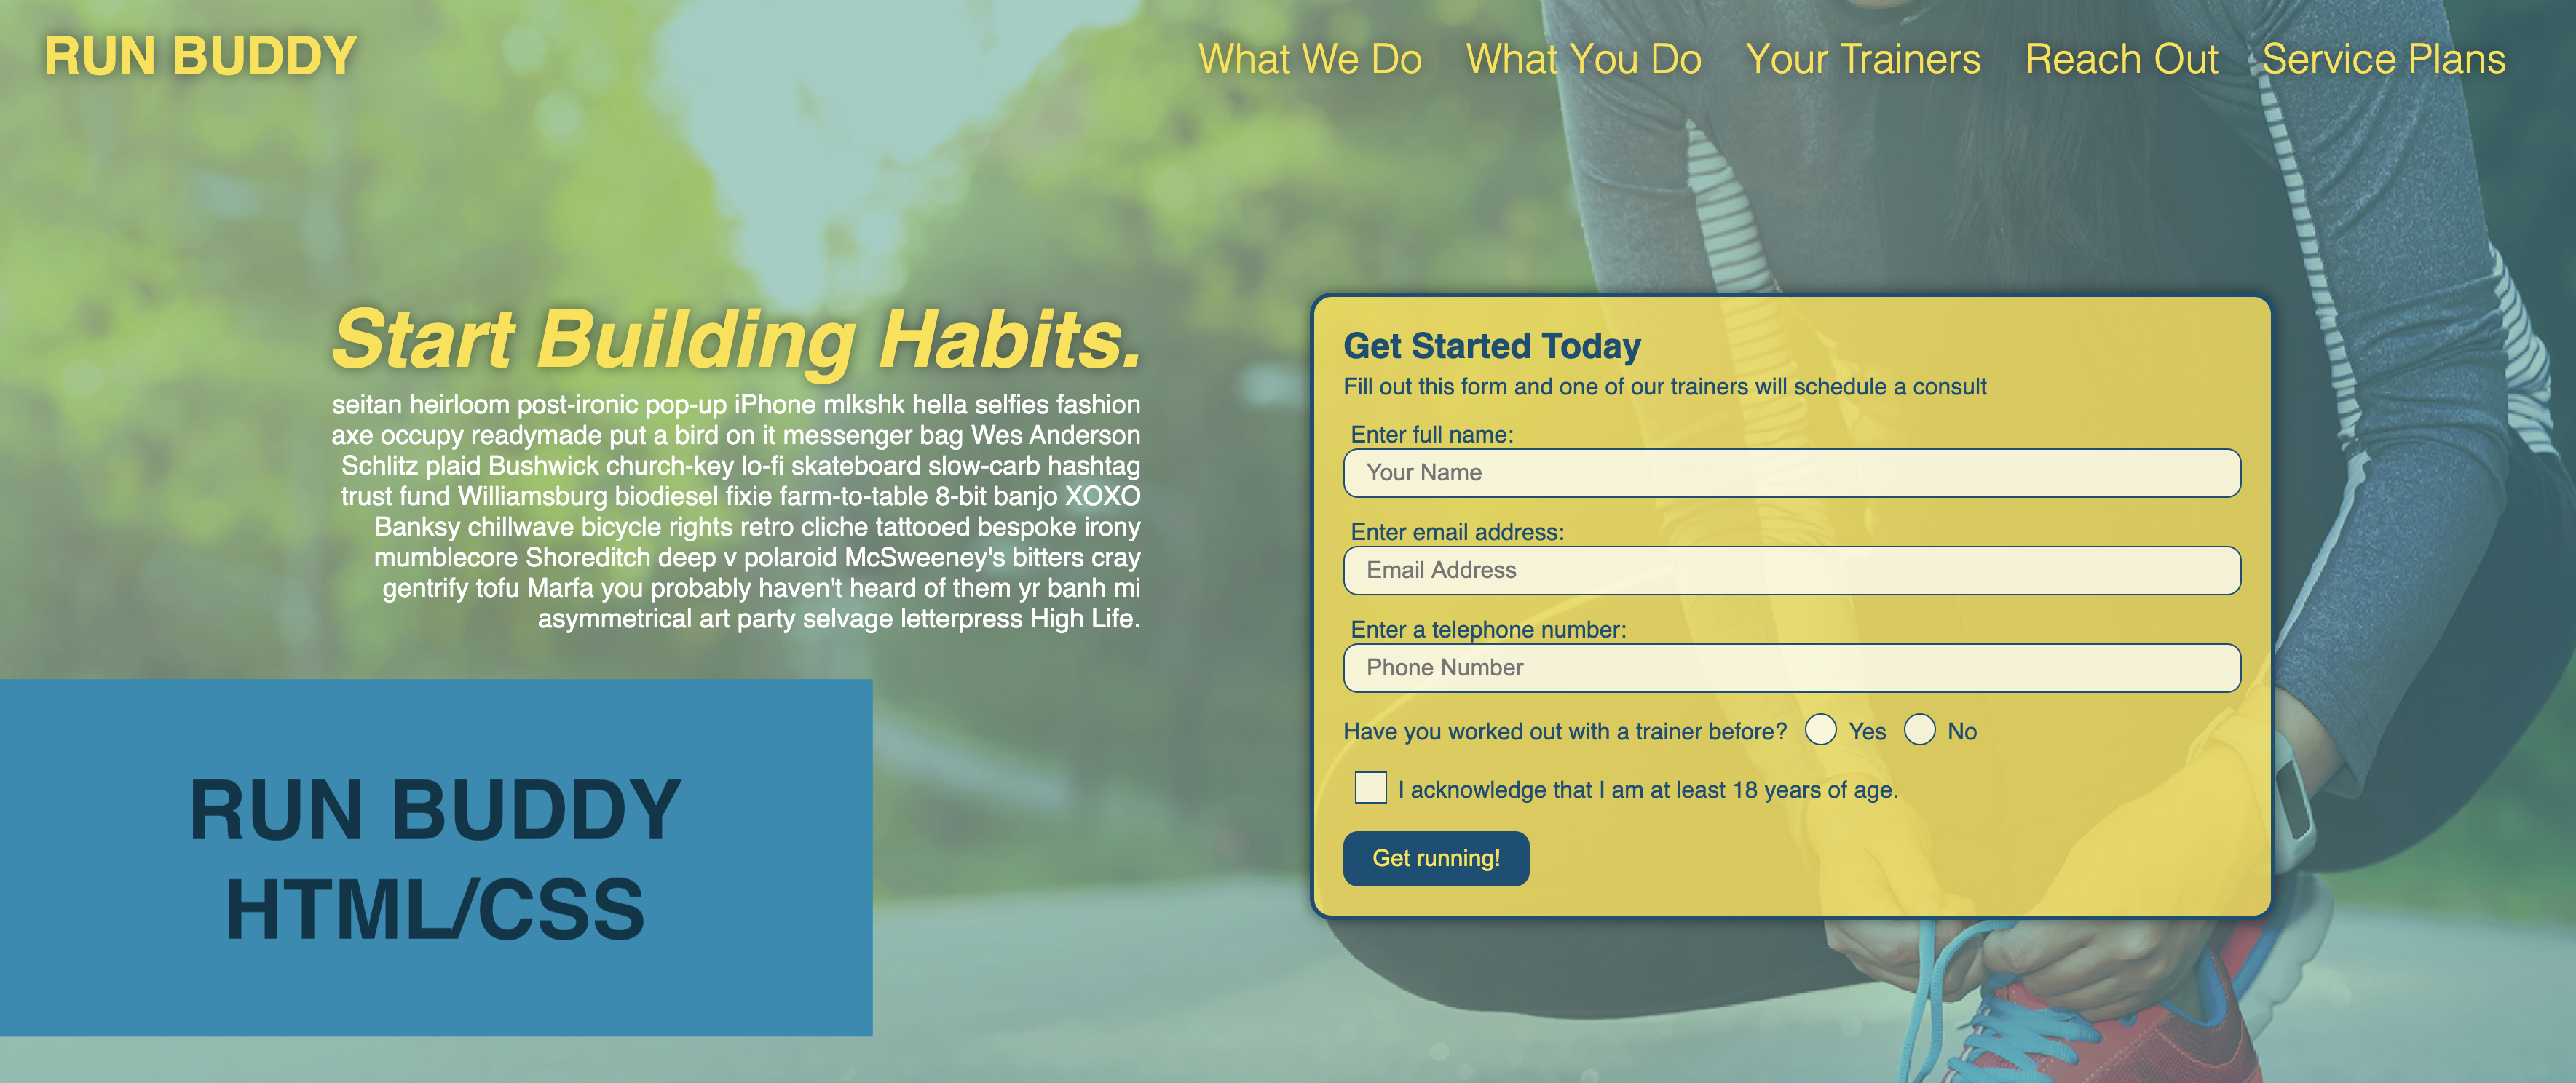 RUN BUDDY
What We Do What You Do Your Trainers Reach Out Service Plans
Start Building Habits.
seitan heirloom post-ironic pop-up iPhone mlkshk hella selfies fashion
axe occupy readymade put a bird on it messenger bag Wes Anderson
Schlitz plaid Bushwick church-key lo-fi skateboard slow-carb hashtag
trust fund Williamsburg biodiesel fixie farm-to-table 8-bit banjo XOXO
Banksy chillwave bicycle rights retro cliche tattooed bespoke irony
mumblecore Shoreditch deep v polaroid McSweeney's bitters cray
gentrify tofu Marfa you probably haven't heard of them yr banh mi
asymmetrical art party selvage letterpress High Life.
Get Started Today
Fill out this form and one of our trainers will schedule a consult
Enter full name:
Your Name
Enter email address:
Email Address
Enter a telephone number:
Phone Number
Have you worked out with a trainer before? Yes No
I acknowledge that I am at least 18 years of age.
Get running!
RUN BUDDY
HTML/CSS